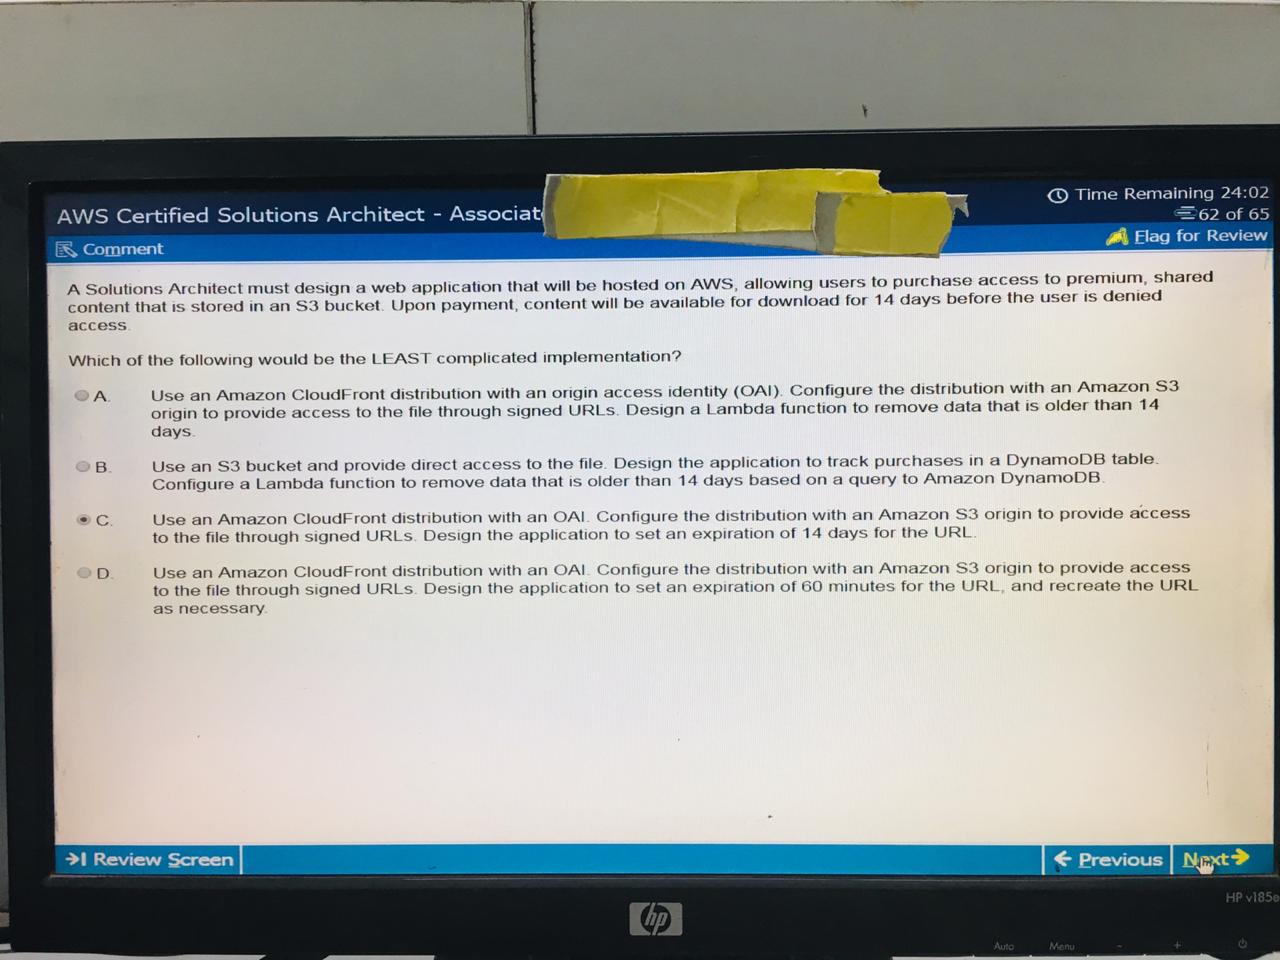 AWS Certified Solutions Architect - Associat
Time Remaining 24:02
62 of 65
Comment
Flag for Review
A Solutions Architect must design a web application that will be hosted on AWS, allowing users to purchase access to premium, shared
content that is stored in an S3 bucket. Upon payment, content will be available for download for 14 days before the user is denied
access.
Which of the following would be the LEAST complicated implementation?
A. Use an Amazon CloudFront distribution with an origin access identity (OAI). Configure the distribution with an Amazon S3
origin to provide access to the file through signed URLs. Design a Lambda function to remove data that is older than 14
days.
B. Use an S3 bucket and provide direct access to the file. Design the application to track purchases in a DynamoDB table.
Configure a Lambda function to remove data that is older than 14 days based on a query to Amazon DynamoDB.
C. Use an Amazon CloudFront distribution with an OAI. Configure the distribution with an Amazon S3 origin to provide access
to the file through signed URLs. Design the application to set an expiration of 14 days for the URL.
D. Use an Amazon CloudFront distribution with an OAI. Configure the distribution with an Amazon S3 origin to provide access
to the file through signed URLs. Design the application to set an expiration of 60 minutes for the URL, and recreate the URL
as necessary.
Review Screen
Previous
Next
hp
HP v185e
Auto Menu - +